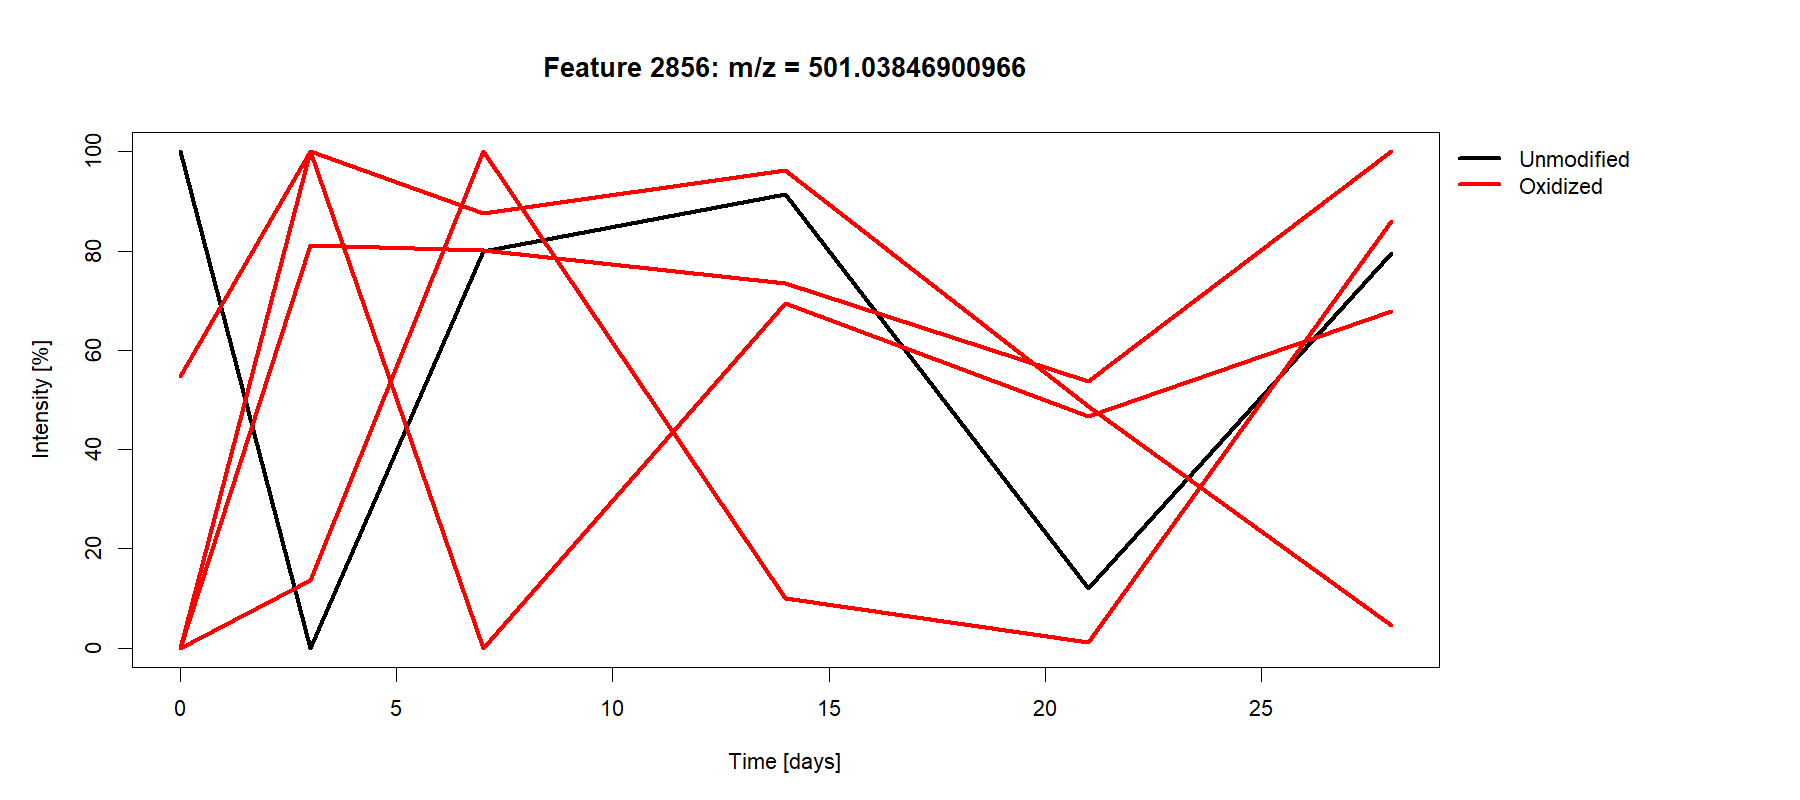 Feature 2856: m/z = 501.03846900966
Unmodified
Oxidized
Intensity [%]
100
80
60
40
20
0
0 5 10 15 20 25
Time [days]